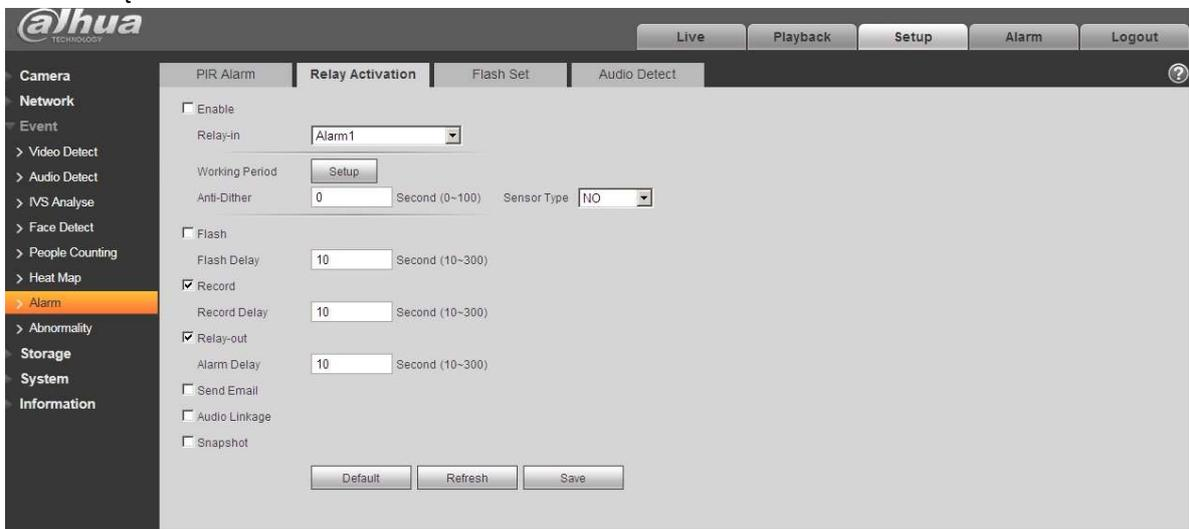 alhua
TECHNOLOGY
Live Playback Setup Alarm Logout
PIR Alarm Relay Activation Flash Set Audio Detect ?
Camera
Network
Event
> Video Detect
> Audio Detect
> IVS Analyse
> Face Detect
> People Counting
> Heat Map
> Alarm
> Abnormality
Storage
System
Information
Enable
Relay-in Alarm1
Working Period Setup
Anti-Dither 0 Second (0~100) Sensor Type NO
Flash
Flash Delay 10 Second (10~300)
Record
Record Delay 10 Second (10~300)
Relay-out
Alarm Delay 10 Second (10~300)
Send Email
Audio Linkage
Snapshot
Default Refresh Save